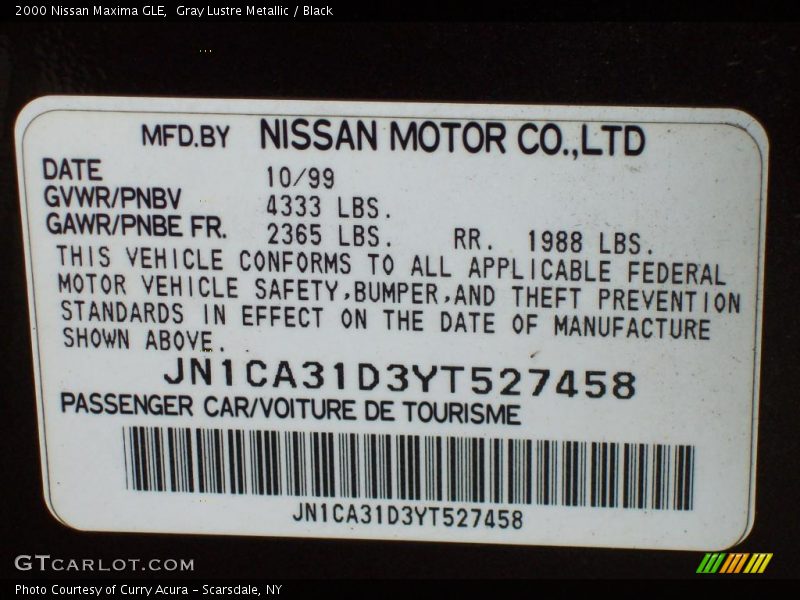 2000 Nissan Maxima GLE,  Gray Lustre Metallic / Black
MFD.BY NISSAN MOTOR CO.,LTD
DATE 10/99
GVWR/PNBV 4333 LBS.
GAWR/PNBE FR. 2365 LBS. RR. 1988 LBS.
THIS VEHICLE CONFORMS TO ALL APPLICABLE FEDERAL
MOTOR VEHICLE SAFETY,BUMPER,AND THEFT PREVENTION
STANDARDS IN EFFECT ON THE DATE OF MANUFACTURE
SHOWN ABOVE.
JN1CA31D3YT527458
PASSENGER CAR/VOITURE DE TOURISME
JN1CA31D3YT527458
GTCARLOT.COM
Photo Courtesy of Curry Acura - Scarsdale, NY